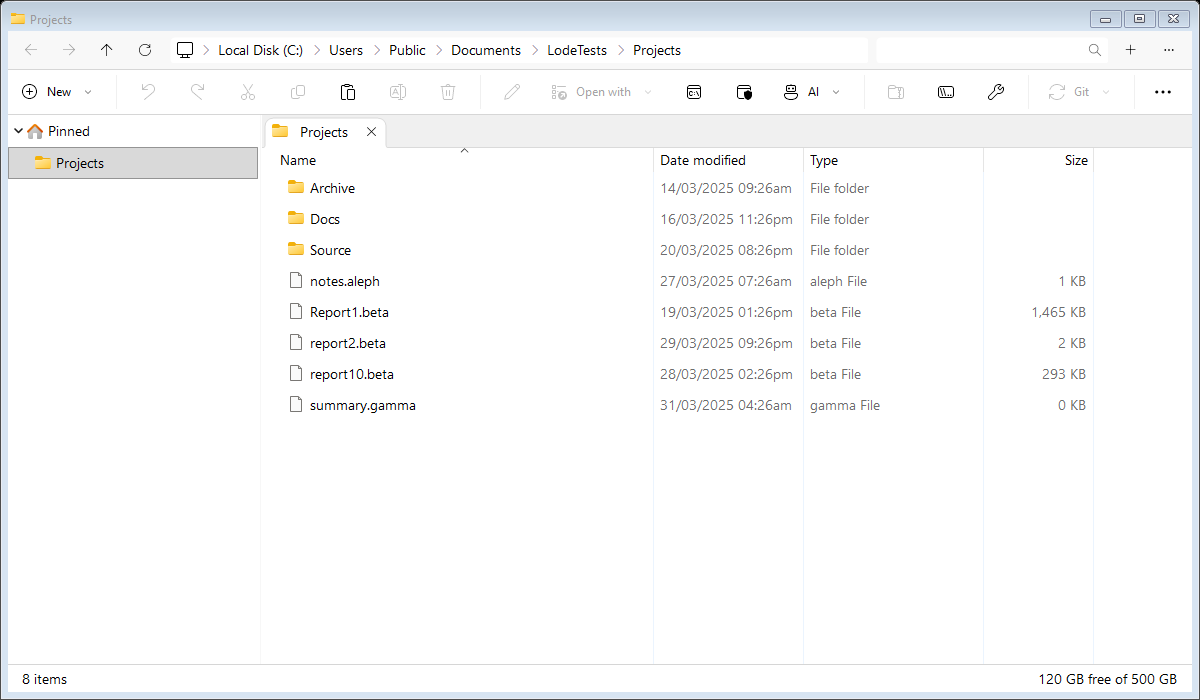 Projects
Local Disk (C:) Users Public Documents LodeTests Projects
New Open with AI Git
Pinned
Projects
Projects
Name Date modified Type Size
Archive 14/03/2025 09:26am File folder
Docs 16/03/2025 11:26pm File folder
Source 20/03/2025 08:26pm File folder
notes.aleph 27/03/2025 07:26am aleph File 1 KB
Report1.beta 19/03/2025 01:26pm beta File 1,465 KB
report2.beta 29/03/2025 09:26pm beta File 2 KB
report10.beta 28/03/2025 02:26pm beta File 293 KB
summary.gamma 31/03/2025 04:26am gamma File 0 KB
8 items 120 GB free of 500 GB